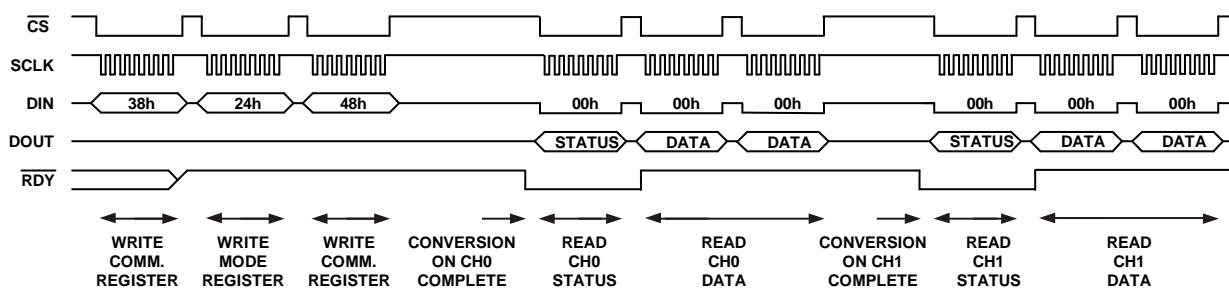 CS
SCLK
DIN 38h 24h 48h 00h 00h 00h 00h 00h 00h
DOUT STATUS DATA DATA STATUS DATA DATA
RDY
WRITE COMM. REGISTER
WRITE MODE REGISTER
WRITE COMM. REGISTER
CONVERSION ON CH0 COMPLETE
READ CH0 STATUS
READ CH0 DATA
CONVERSION ON CH1 COMPLETE
READ CH1 STATUS
READ CH1 DATA